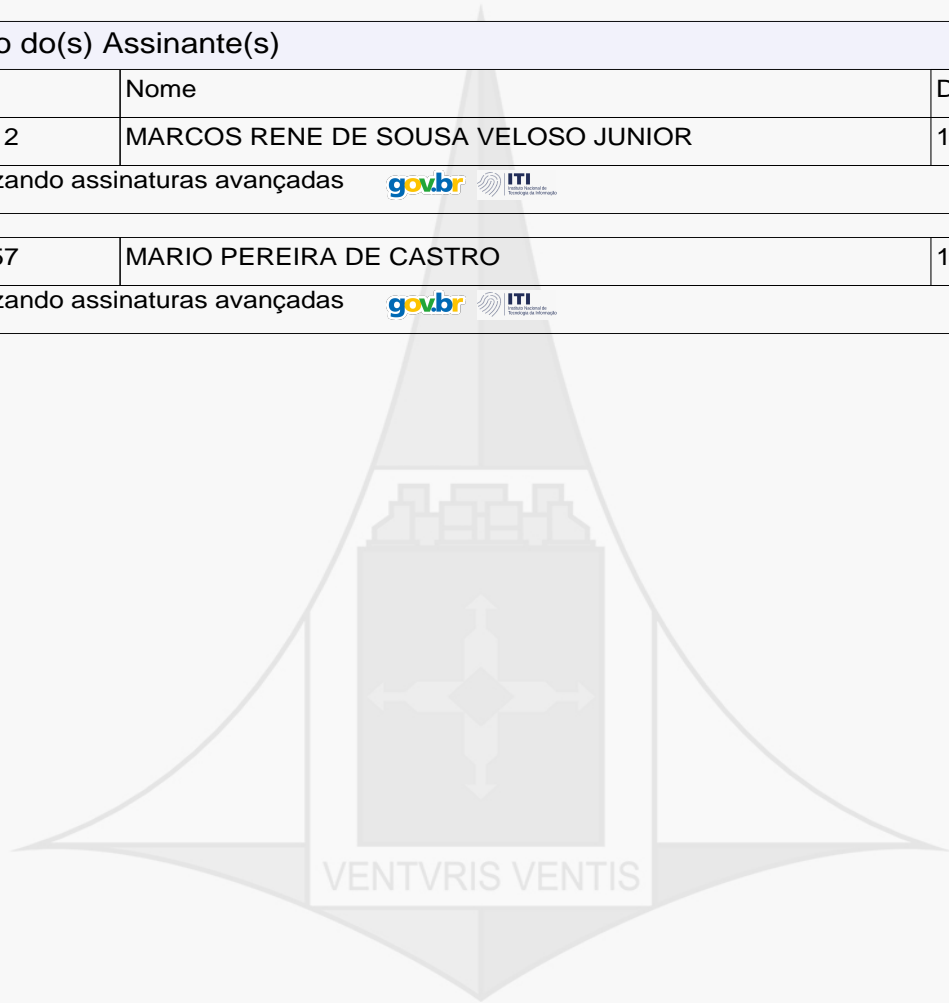 o do(s) Assinante(s)
Nome D
2 MARCOS RENE DE SOUSA VELOSO JUNIOR 1
zando assinaturas avançadas gov.br ITI
57 MARIO PEREIRA DE CASTRO 1
zando assinaturas avançadas gov.br ITI
VENTVRIS VENTIS